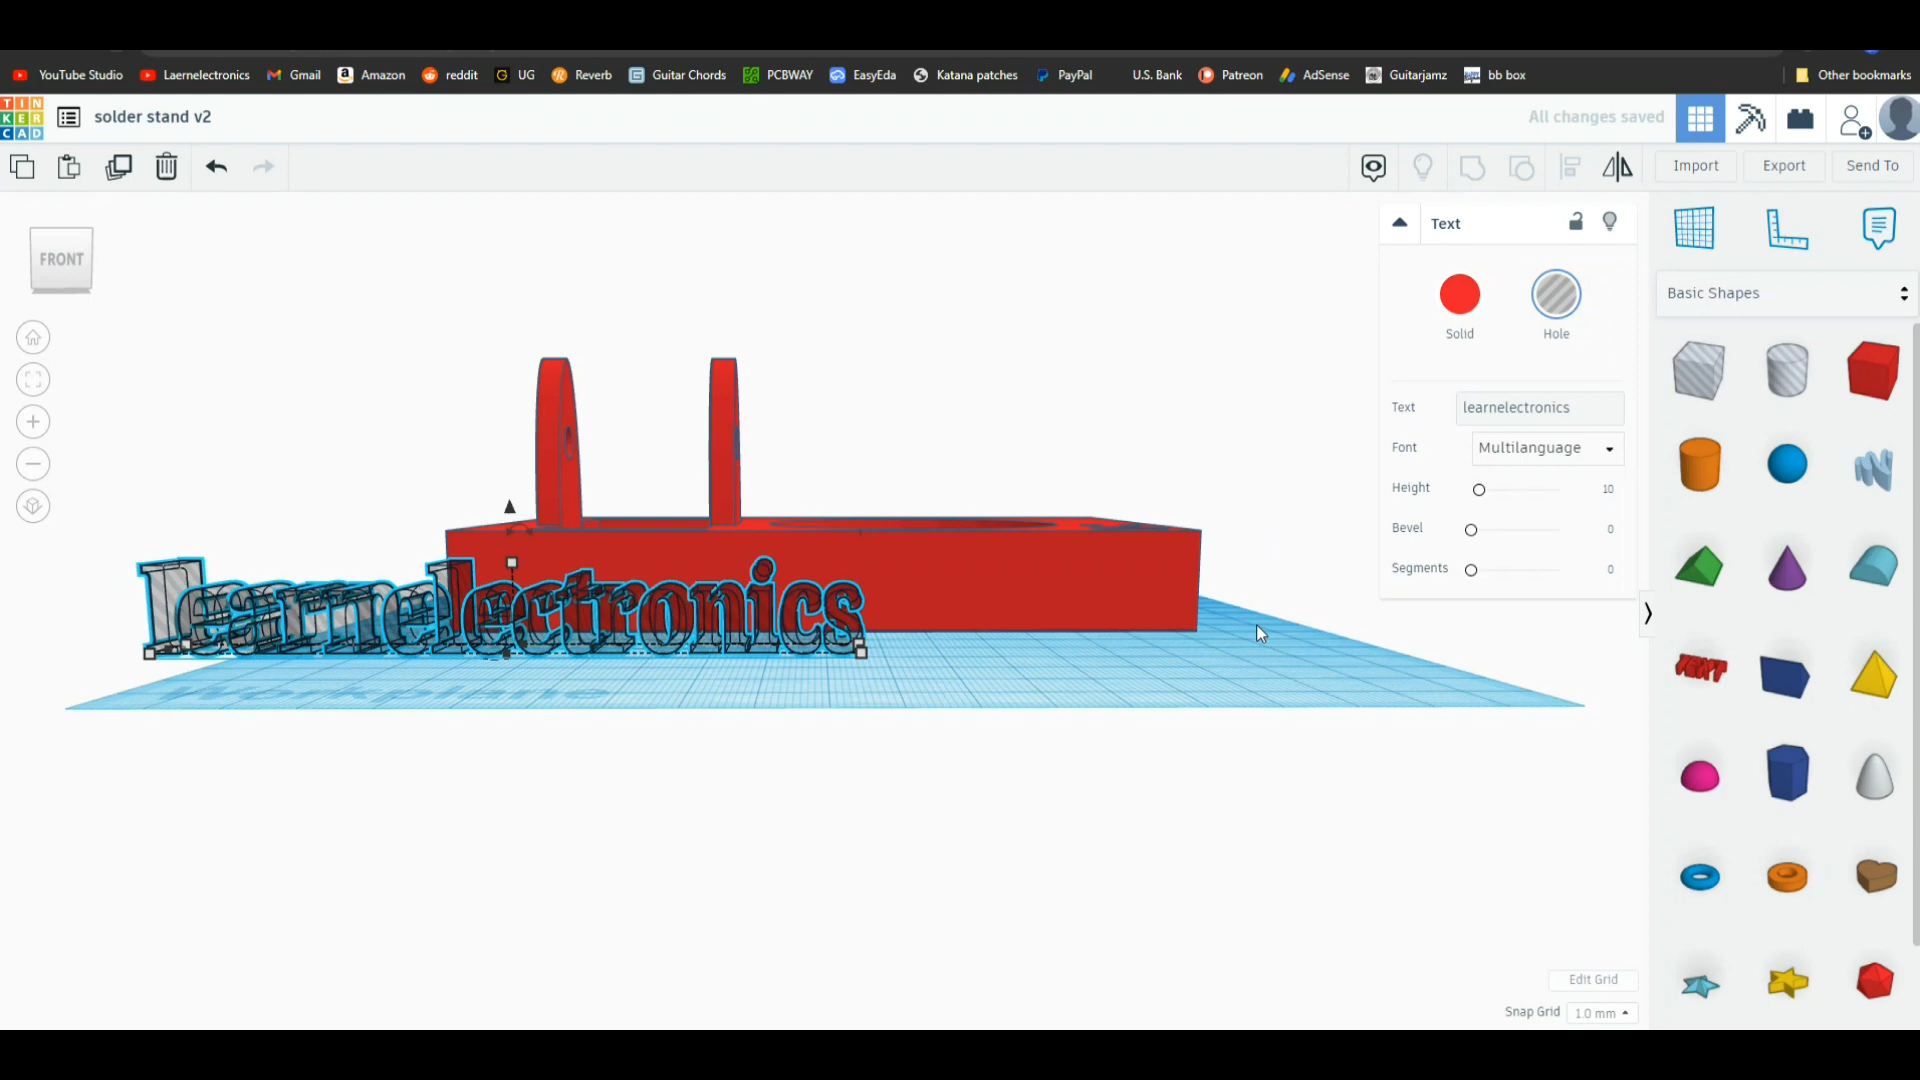 YouTube Studio Laernelectronics Gmail Amazon reddit UG Reverb Guitar Chords PCBWAY EasyEda Katana patches PayPal U.S. Bank Patreon AdSense Guitarjamz bb box Other bookmarks
TIN
KER
CAD
solder stand v2
All changes saved
Import Export Send To
FRONT
Text
Solid Hole
Text learnelectronics
Font Multilanguage
Height 10
Bevel 0
Segments 0
Basic Shapes
TEXT
learnelectronics
Workplane
Edit Grid
Snap Grid 1.0 mm